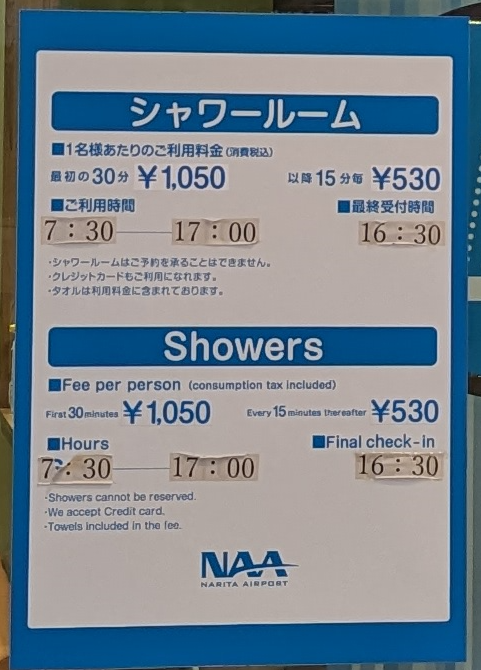 シャワールーム
■1名様あたりのご利用料金(消費税込)
最初の30分 ¥1,050 以降15分毎 ¥530
■ご利用時間 ■最終受付時間
7:30 17:00 16:30
・シャワールームはご予約を承ることはできません。
・クレジットカードもご利用になれます。
・タオルは利用料金に含まれております。
Showers
■Fee per person (consumption tax included)
First 30 minutes ¥1,050 Every 15 minutes thereafter ¥530
■Hours ■Final check-in
7:30 17:00 16:30
・Showers cannot be reserved.
・We accept Credit card.
・Towels included in the fee.
NAA
NARITA AIRPORT